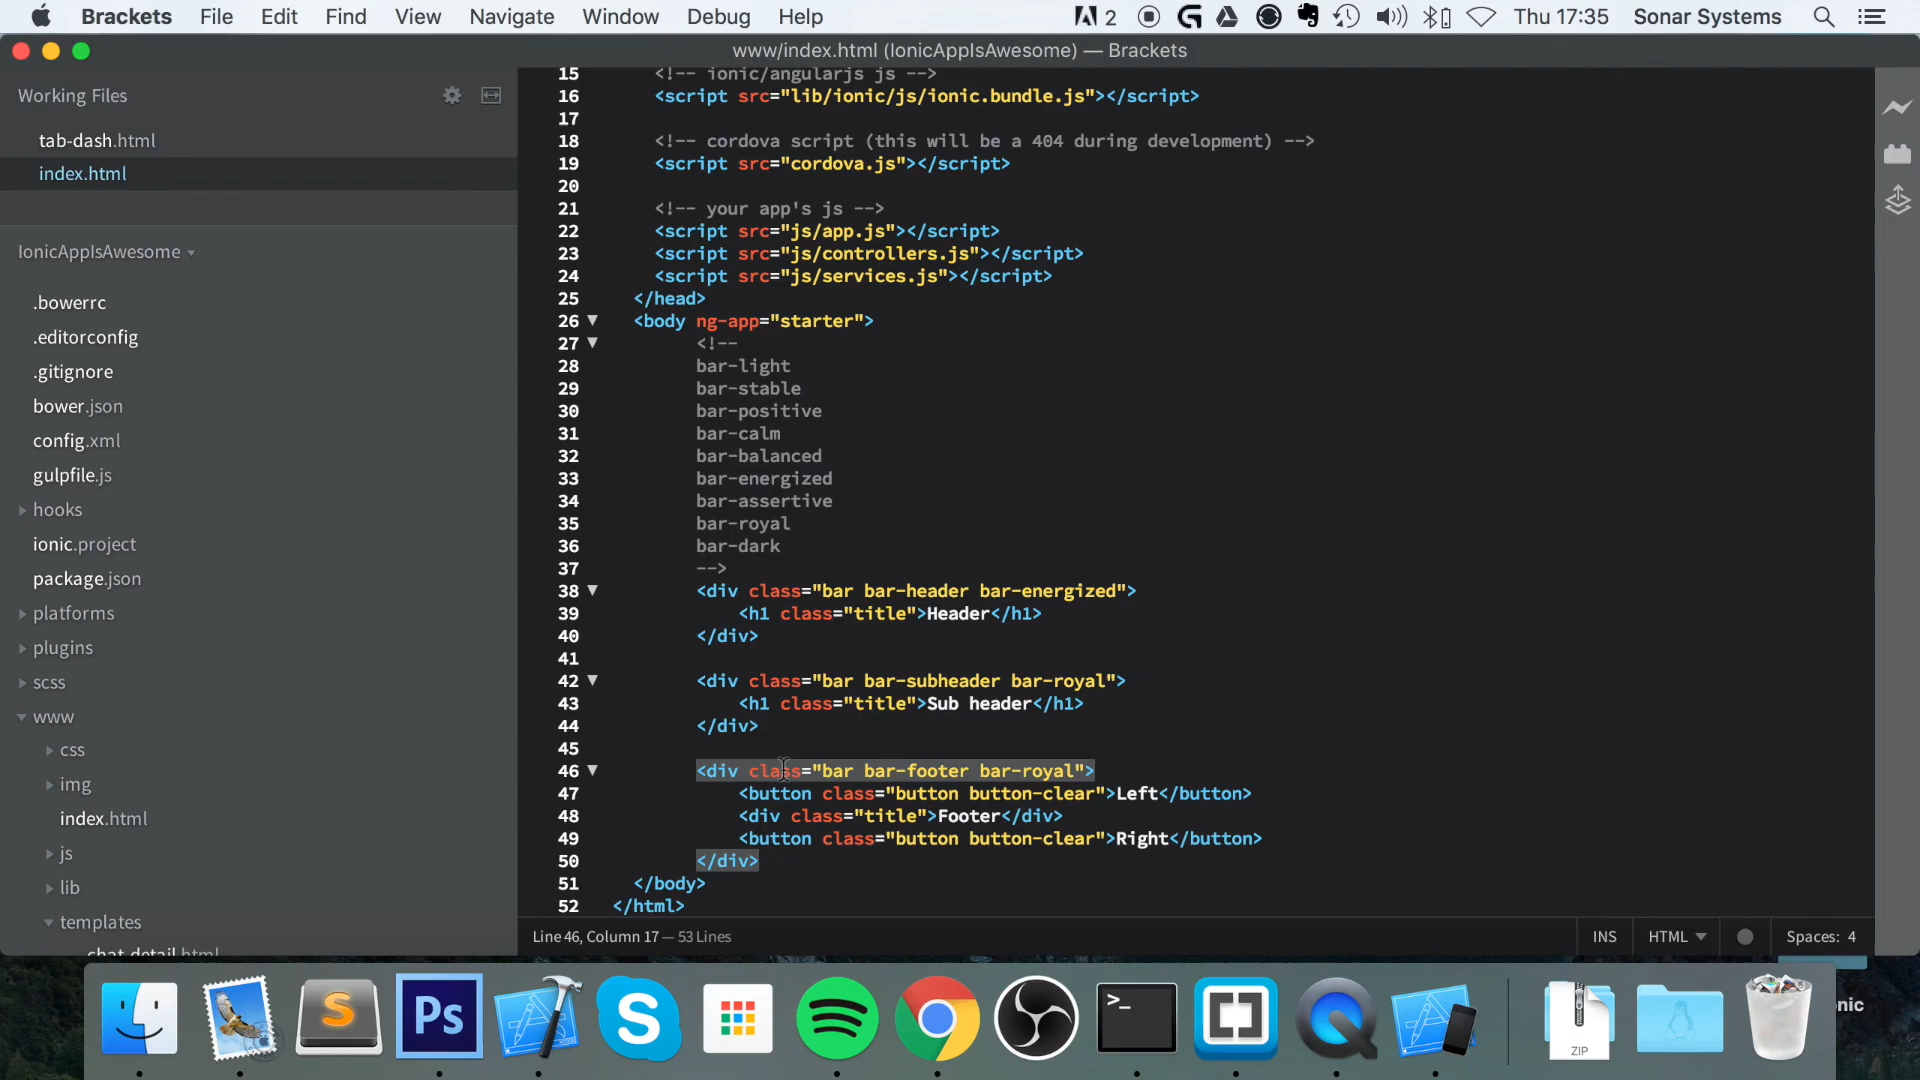 Brackets File Edit Find View Navigate Window Debug Help 2 Thu 17:35 Sonar Systems
www/index.html (IonicAppIsAwesome) — Brackets
Working Files
tab-dash.html
index.html
IonicAppIsAwesome
.bowerrc
.editorconfig
.gitignore
bower.json
config.xml
gulpfile.js
hooks
ionic.project
package.json
platforms
plugins
scss
www
css
img
index.html
js
lib
templates
chat-detail.html
15 <!-- ionic/angularjs js -->
16 <script src="lib/ionic/js/ionic.bundle.js"></script>
17
18 <!-- cordova script (this will be a 404 during development) -->
19 <script src="cordova.js"></script>
20
21 <!-- your app's js -->
22 <script src="js/app.js"></script>
23 <script src="js/controllers.js"></script>
24 <script src="js/services.js"></script>
25 </head>
26 <body ng-app="starter">
27 <!--
28 bar-light
29 bar-stable
30 bar-positive
31 bar-calm
32 bar-balanced
33 bar-energized
34 bar-assertive
35 bar-royal
36 bar-dark
37 -->
38 <div class="bar bar-header bar-energized">
39 <h1 class="title">Header</h1>
40 </div>
41
42 <div class="bar bar-subheader bar-royal">
43 <h1 class="title">Sub header</h1>
44 </div>
45
46 <div class="bar bar-footer bar-royal">
47 <button class="button button-clear">Left</button>
48 <div class="title">Footer</div>
49 <button class="button button-clear">Right</button>
50 </div>
51 </body>
52 </html>
Line 46, Column 17 — 53 Lines INS HTML Spaces: 4
S Ps S >_ ZIP